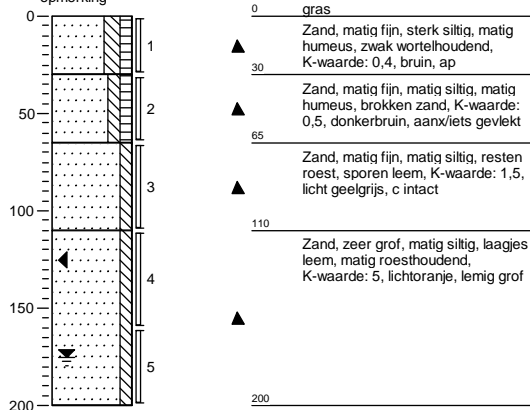 0
50
100
150
200
1
2
3
4
5
0 gras
Zand, matig fijn, sterk siltig, matig
humeus, zwak wortelhoudend,
K-waarde: 0,4, bruin, ap
30
Zand, matig fijn, matig siltig, matig
humeus, brokken zand, K-waarde:
0,5, donkerbruin, aanx/iets gevlekt
65
Zand, matig fijn, matig siltig, resten
roest, sporen leem, K-waarde: 1,5,
licht geelgrijs, c intact
110
Zand, zeer grof, matig siltig, laagjes
leem, matig roesthoudend,
K-waarde: 5, lichtoranje, lemig grof
200